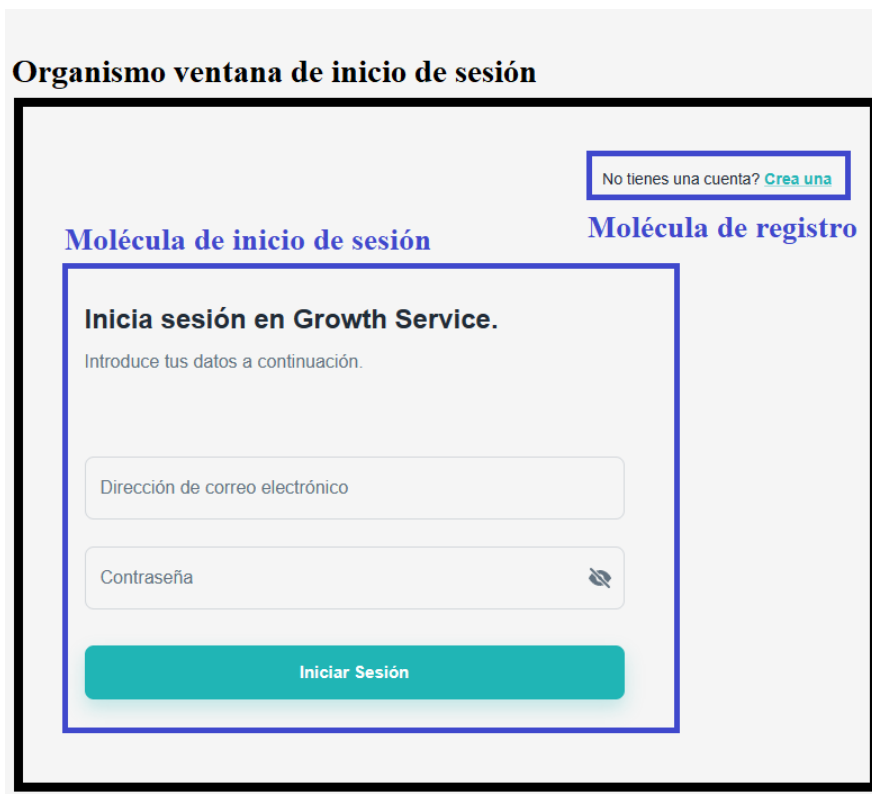 Organismo ventana de inicio de sesión
No tienes una cuenta? Crea una
Molécula de registro
Molécula de inicio de sesión
Inicia sesión en Growth Service.
Introduce tus datos a continuación.
Dirección de correo electrónico
Contraseña
Iniciar Sesión